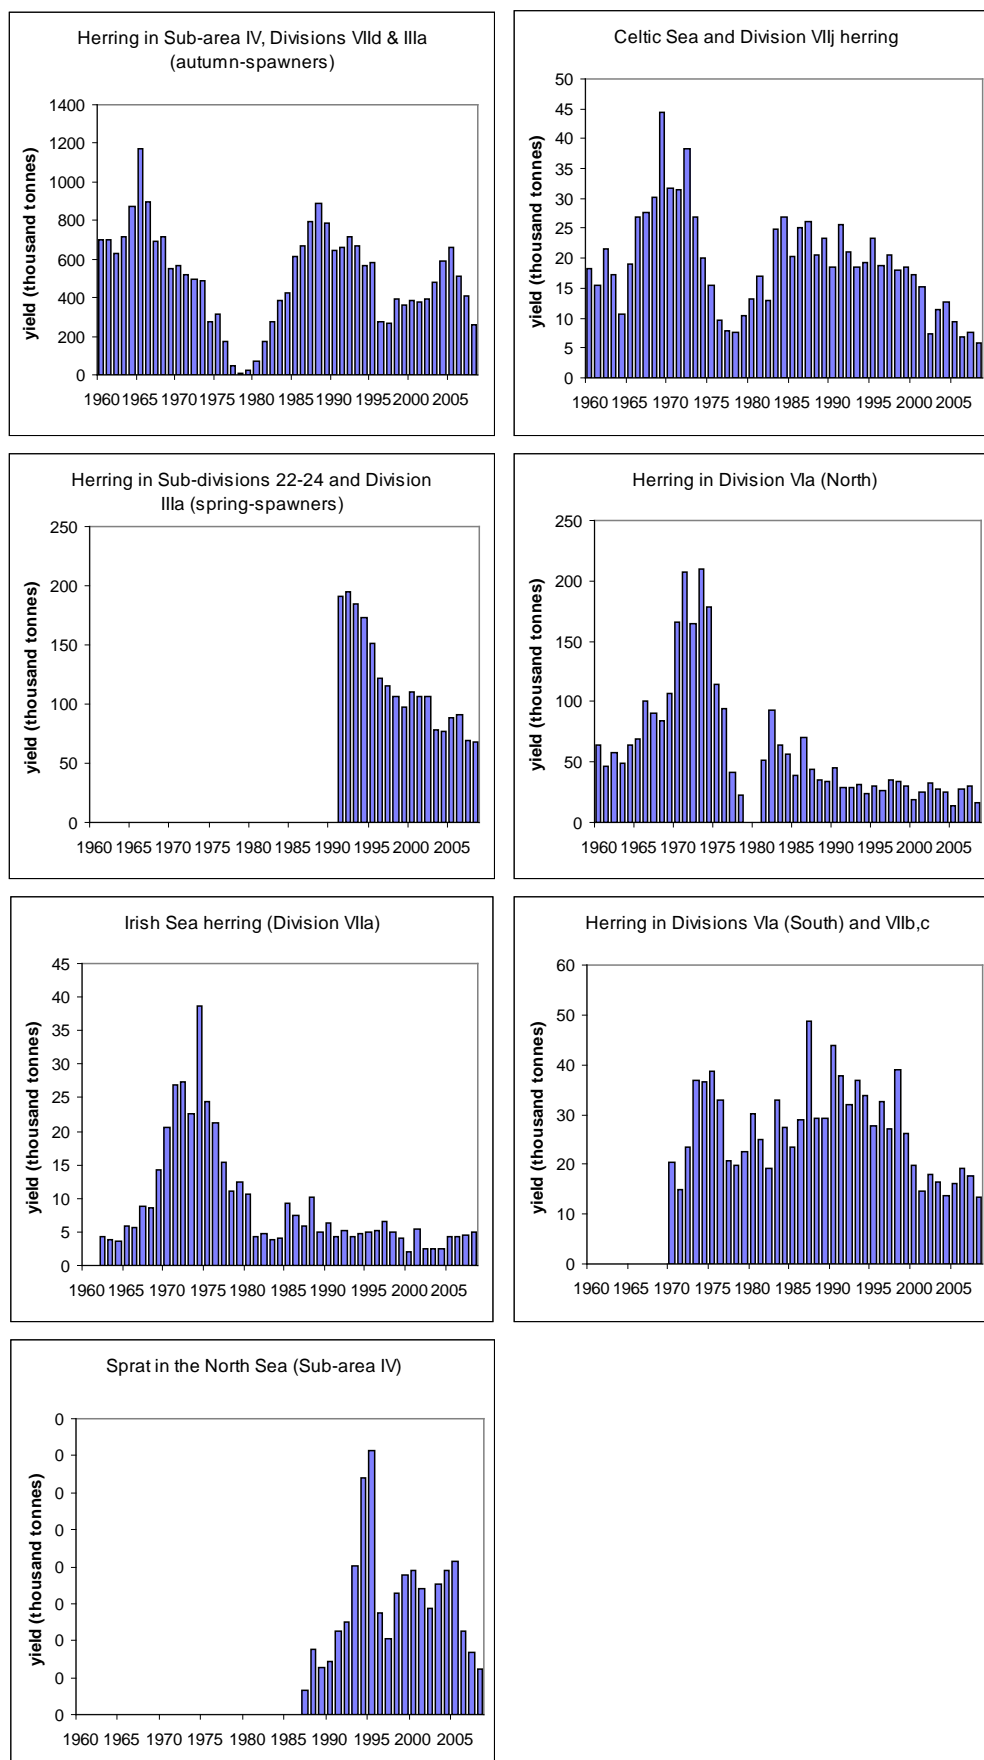 Herring in Sub-area IV, Divisions VIId & IIIa
(autumn-spawners)
yield (thousand tonnes)
1400
1200
1000
800
600
400
200
0
1960 1965 1970 1975 1980 1985 1990 1995 2000 2005
Celtic Sea and Division VIIj herring
yield (thousand tonnes)
50
45
40
35
30
25
20
15
10
5
0
1960 1965 1970 1975 1980 1985 1990 1995 2000 2005
Herring in Sub-divisions 22-24 and Division
IIIa (spring-spawners)
yield (thousand tonnes)
250
200
150
100
50
0
1960 1965 1970 1975 1980 1985 1990 1995 2000 2005
Herring in Division VIa (North)
yield (thousand tonnes)
250
200
150
100
50
0
1960 1965 1970 1975 1980 1985 1990 1995 2000 2005
Irish Sea herring (Division VIIa)
yield (thousand tonnes)
45
40
35
30
25
20
15
10
5
0
1960 1965 1970 1975 1980 1985 1990 1995 2000 2005
Herring in Divisions VIa (South) and VIIb,c
yield (thousand tonnes)
60
50
40
30
20
10
0
1960 1965 1970 1975 1980 1985 1990 1995 2000 2005
Sprat in the North Sea (Sub-area IV)
yield (thousand tonnes)
0
0
0
0
0
0
0
0
0
1960 1965 1970 1975 1980 1985 1990 1995 2000 2005